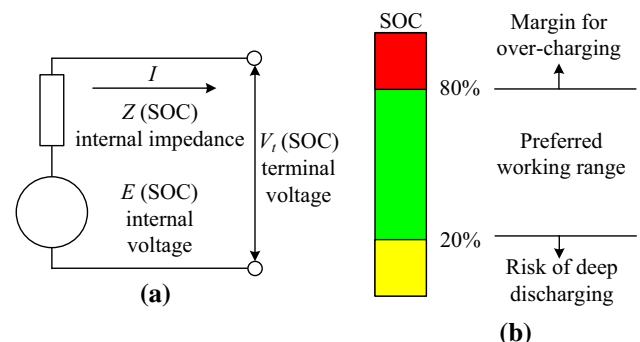 I
Z (SOC)
internal impedance
E (SOC)
internal
voltage
Vₜ (SOC)
terminal
voltage
(a)
SOC
80%
20%
Margin for
over-charging
Preferred
working range
Risk of deep
discharging
(b)